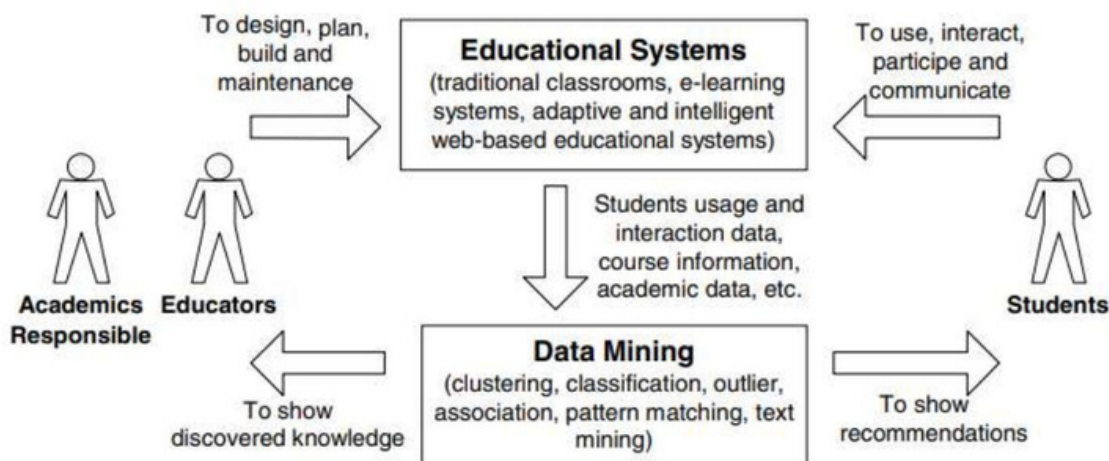 To design, plan,
build and
maintenance
Educational Systems
(traditional classrooms, e-learning
systems, adaptive and intelligent
web-based educational systems)
To use, interact,
participe and
communicate
Students usage and
interaction data,
course information,
academic data, etc.
Academics
Responsible
Educators
Students
Data Mining
(clustering, classification, outlier,
association, pattern matching, text
mining)
To show
discovered knowledge
To show
recommendations